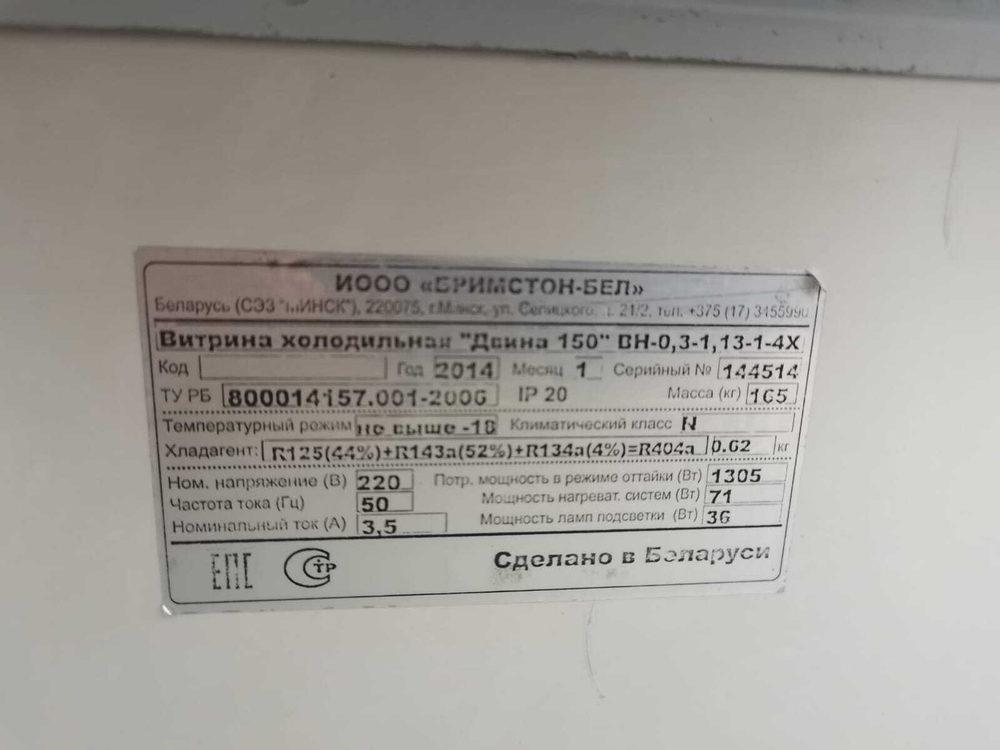 ИООО «БРИМСТОН-БЕЛ»
Беларусь (СЭЗ "МИНСК"), 220075, г.Минск, ул. Селицкого, 21/2, тел. +375 (17) 3455990
Витрина холодильная "Двина 150" ВН-0,3-1,13-1-4Х
Код Год 2014 Месяц 1 Серийный № 144514
ТУ РБ 800014157.001-2006 IP 20 Масса (кг) 165
Температурный режим не выше -18 Климатический класс N
Хладагент: R125(44%)+R143a(52%)+R134a(4%)=R404a 0.62 кг
Ном. напряжение (В) 220 Потр. мощность в режиме оттайки (Вт) 1305
Частота тока (Гц) 50 Мощность нагреват. систем (Вт) 71
Номинальный ток (А) 3,5 Мощность ламп подсветки (Вт) 36
ЕАС СТР Сделано в Беларуси